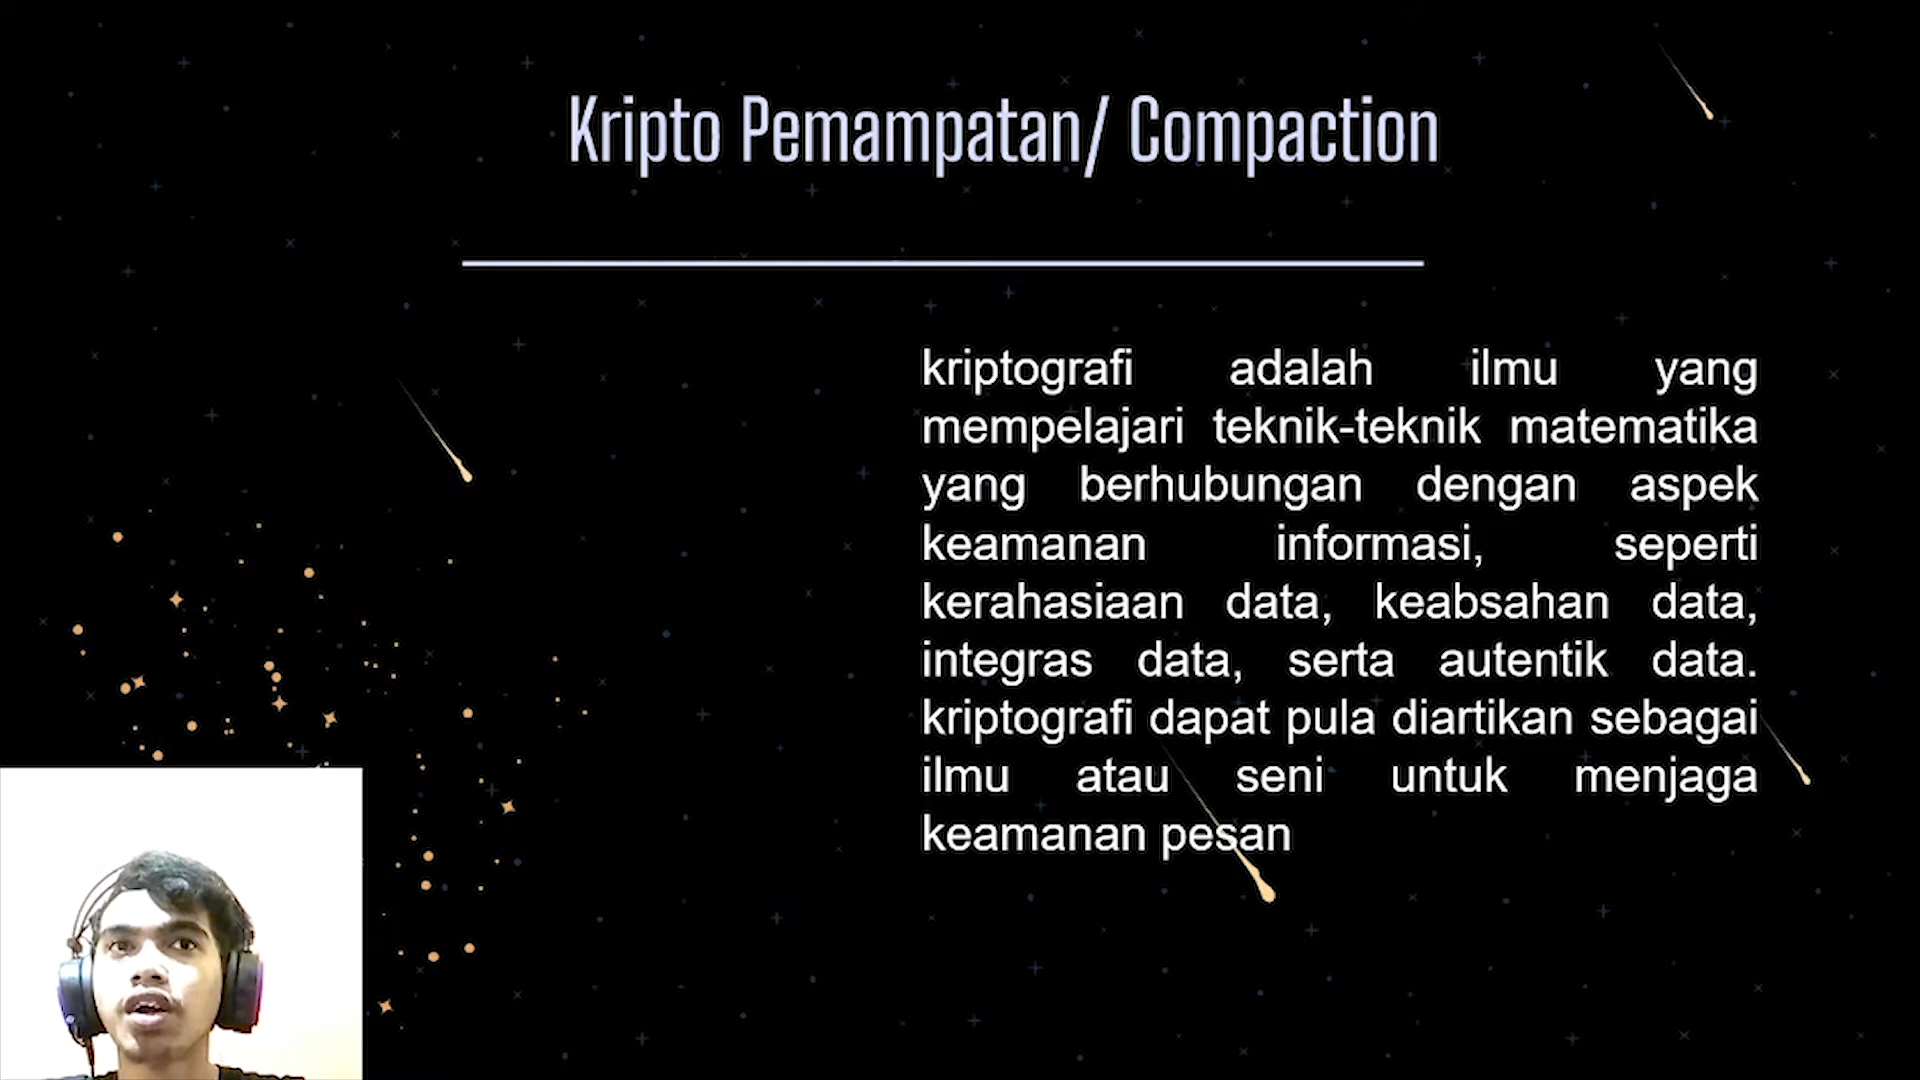 Kripto Pemampatan/ Compaction
kriptografi adalah ilmu yang
mempelajari teknik-teknik matematika
yang berhubungan dengan aspek
keamanan informasi, seperti
kerahasiaan data, keabsahan data,
integras data, serta autentik data.
kriptografi dapat pula diartikan sebagai
ilmu atau seni untuk menjaga
keamanan pesan